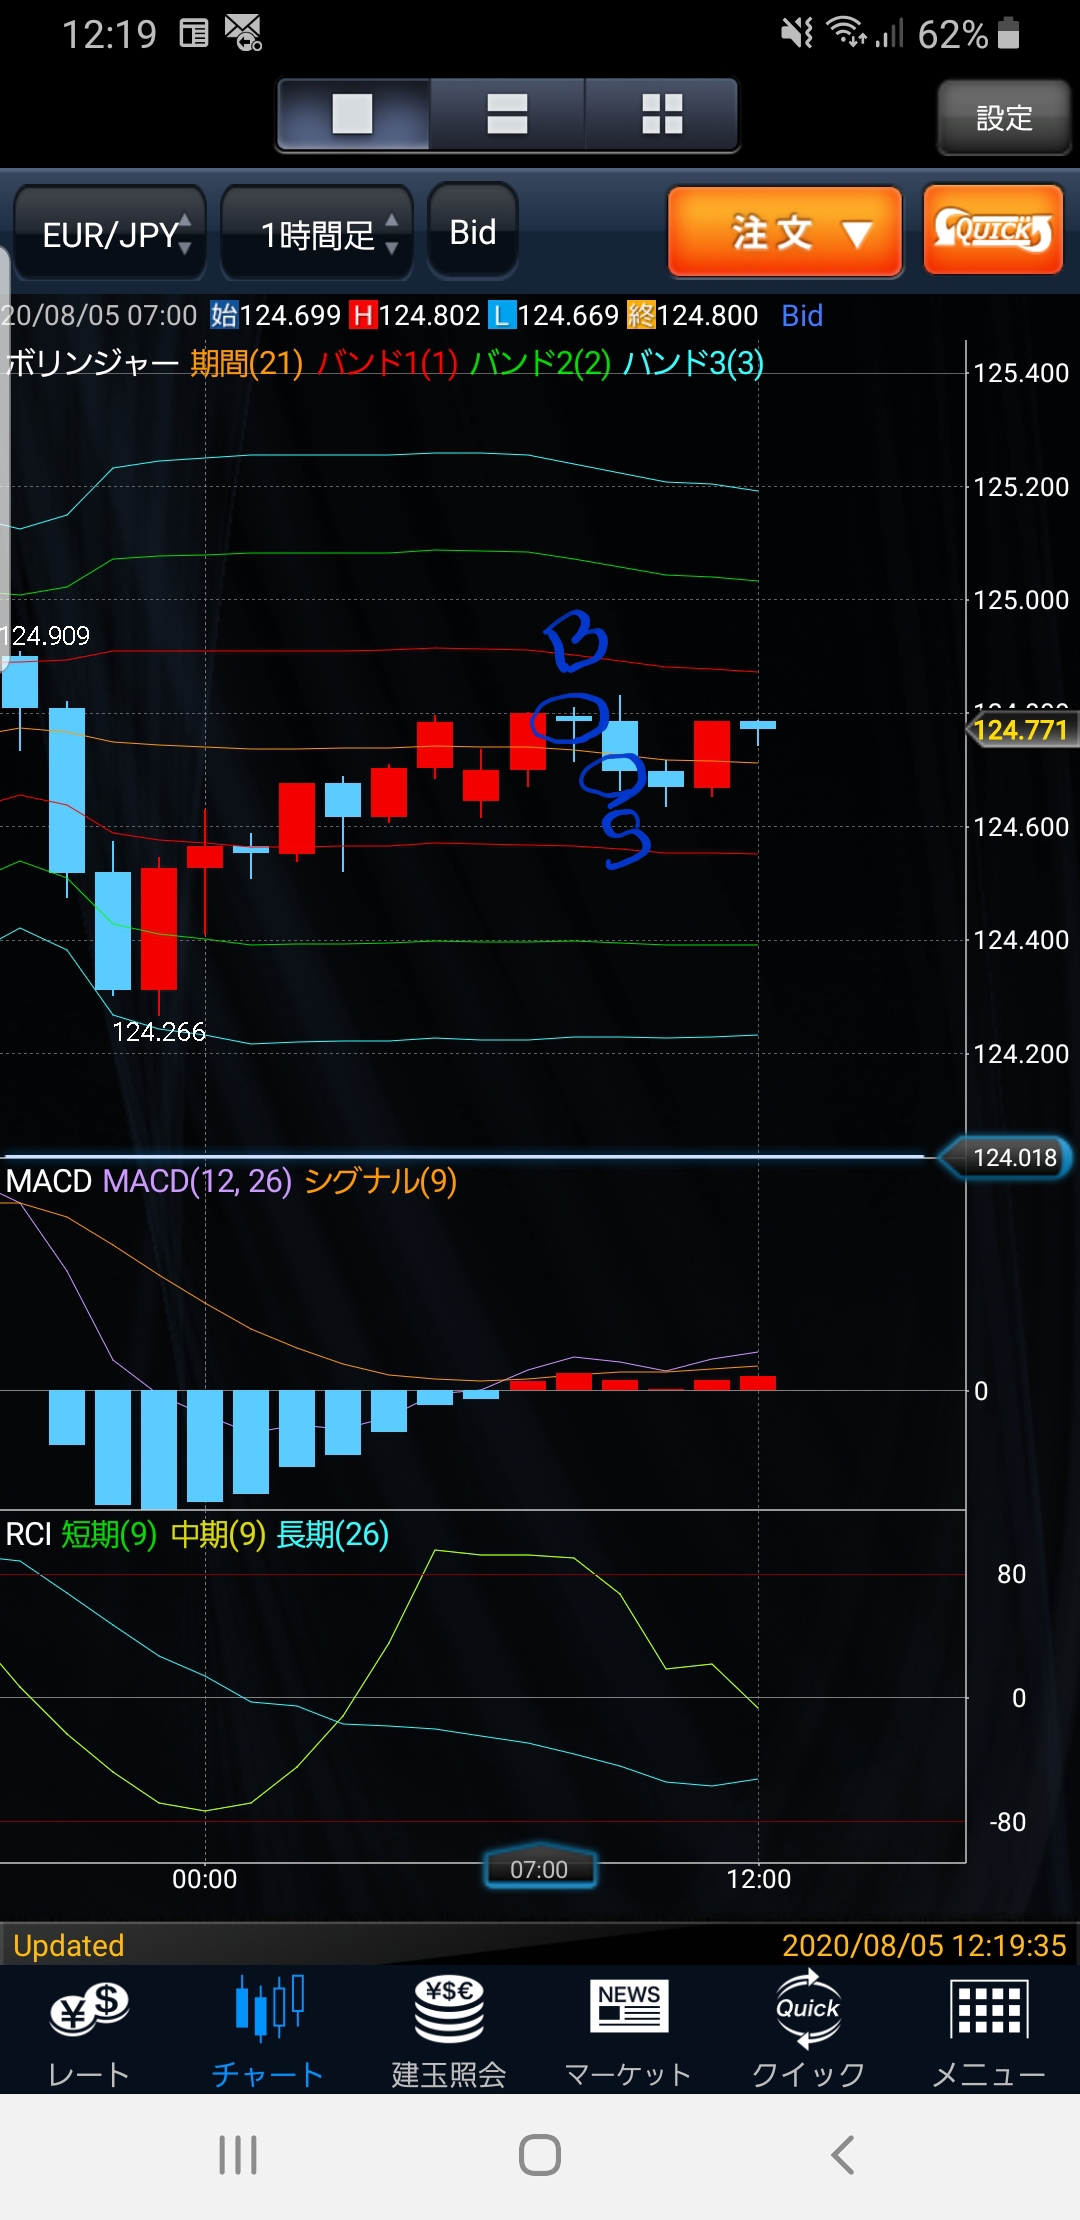 12:19 62%
設定
EUR/JPY 1時間足 Bid 注文 ▼ QUICK
20/08/05 07:00 始124.699 H124.802 L124.669 終124.800 Bid
ボリンジャー 期間(21) バンド1(1) バンド2(2) バンド3(3)
125.400
125.200
125.000
B
124.909
124.771
S
124.600
124.400
124.266
124.200
124.018
MACD MACD(12, 26) シグナル(9)
0
RCI 短期(9) 中期(9) 長期(26)
80
0
-80
00:00 07:00 12:00
Updated 2020/08/05 12:19:35
¥$ ¥$€ NEWS Quick
レート チャート 建玉照会 マーケット クイック メニュー